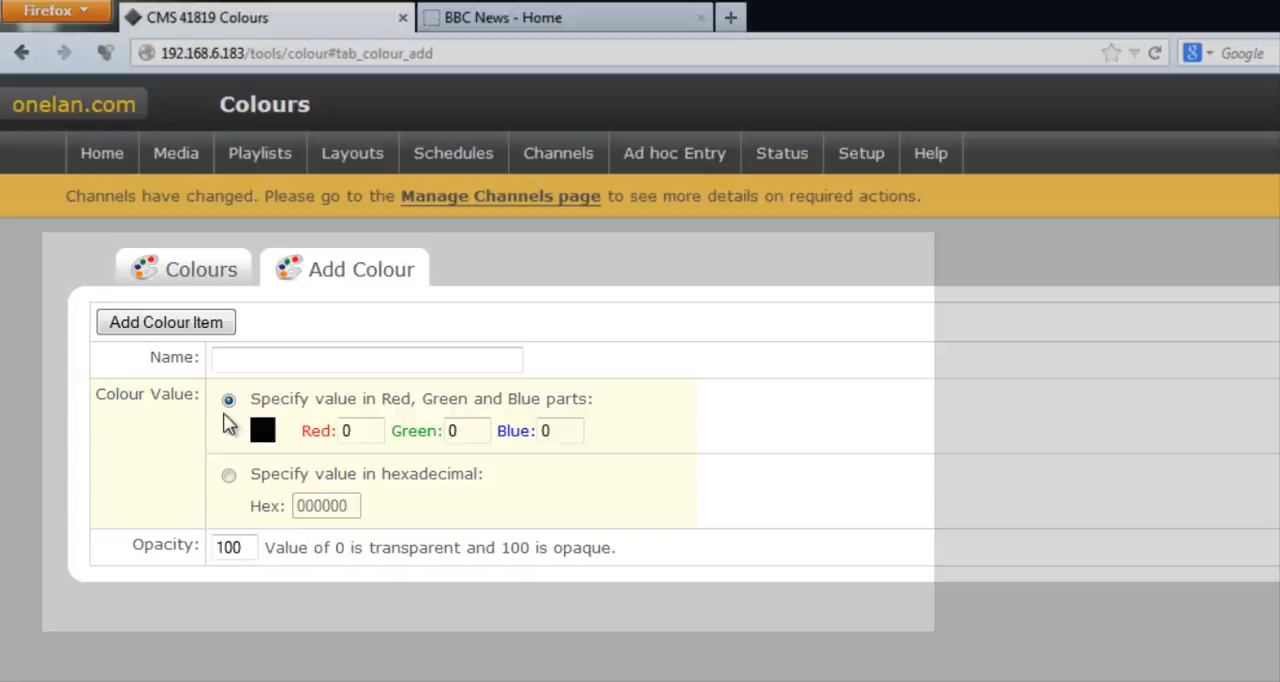 Firefox
CMS 41819 Colours
BBC News - Home
192.168.6.183/tools/colour#tab_colour_add
Google
onelan.com
Colours
Home Media Playlists Layouts Schedules Channels Ad hoc Entry Status Setup Help
Channels have changed. Please go to the Manage Channels page to see more details on required actions.
Colours
Add Colour
Add Colour Item
Name:
Colour Value:
Specify value in Red, Green and Blue parts:
Red: 0 Green: 0 Blue: 0
Specify value in hexadecimal:
Hex: 000000
Opacity: 100 Value of 0 is transparent and 100 is opaque.